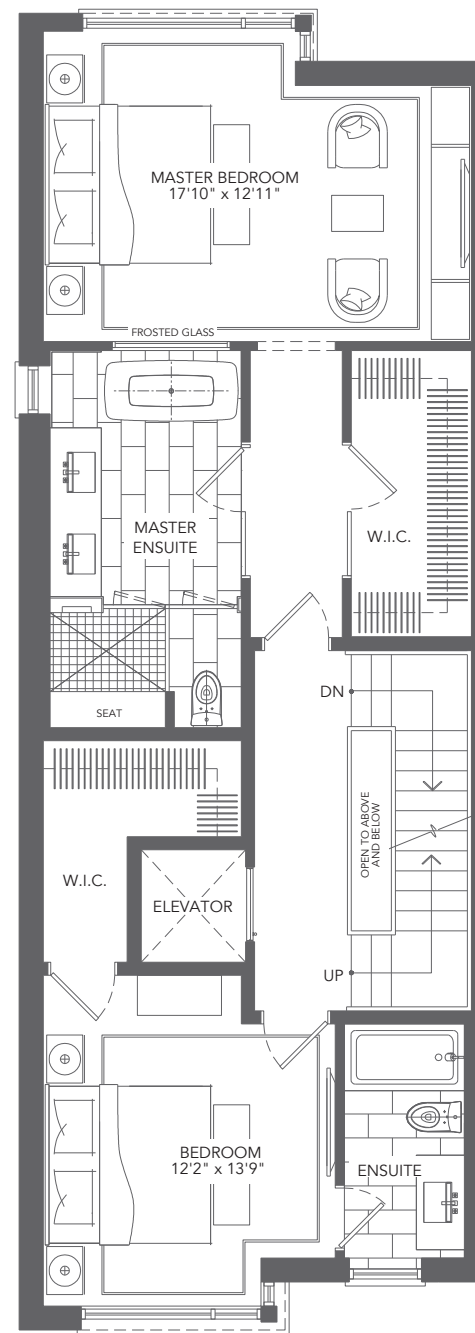 MASTER BEDROOM
17'10" x 12'11"
FROSTED GLASS
MASTER
ENSUITE
W.I.C.
SEAT
DN
OPEN TO ABOVE
AND BELOW
W.I.C.
ELEVATOR
UP
BEDROOM
12'2" x 13'9"
ENSUITE